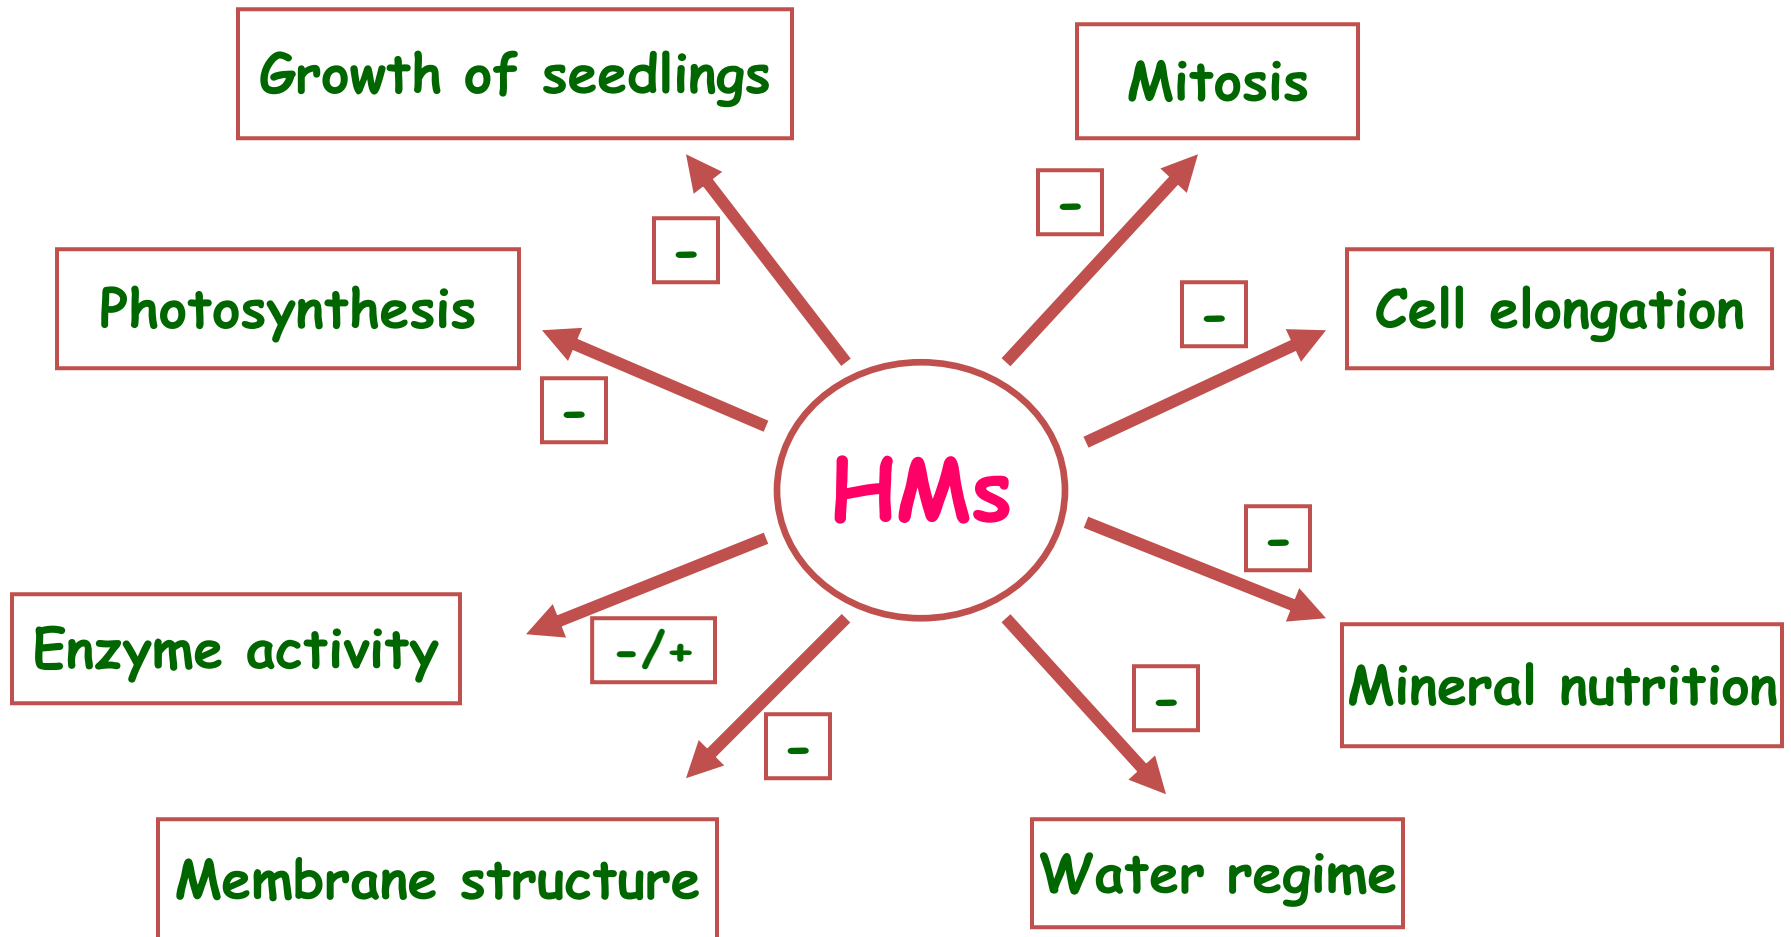 Growth of seedlings
Mitosis
-
-
Photosynthesis
-
Cell elongation
-
HMs
-
Enzyme activity
-/+
Mineral nutrition
-
-
Membrane structure
Water regime